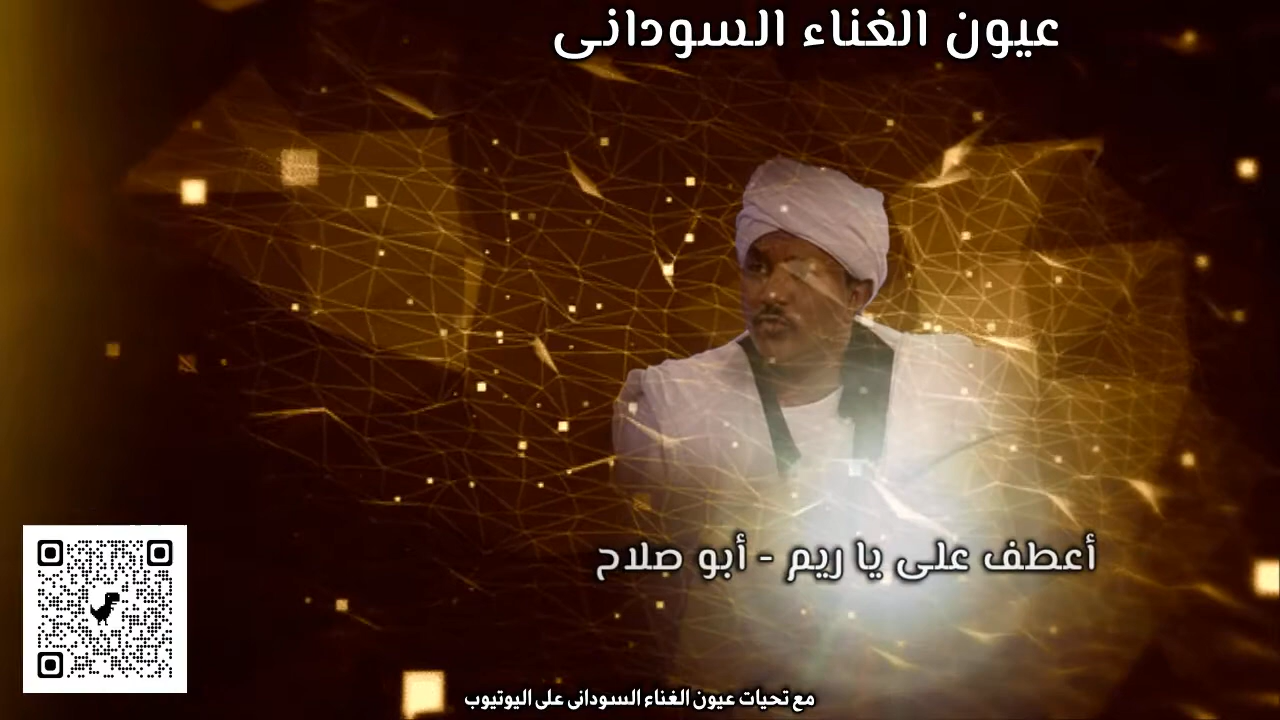 عيون الغناء السودانى
أعطف على يا ريم - أبو صلاح
مع تحيات عيون الغناء السودانى على اليوتيوب